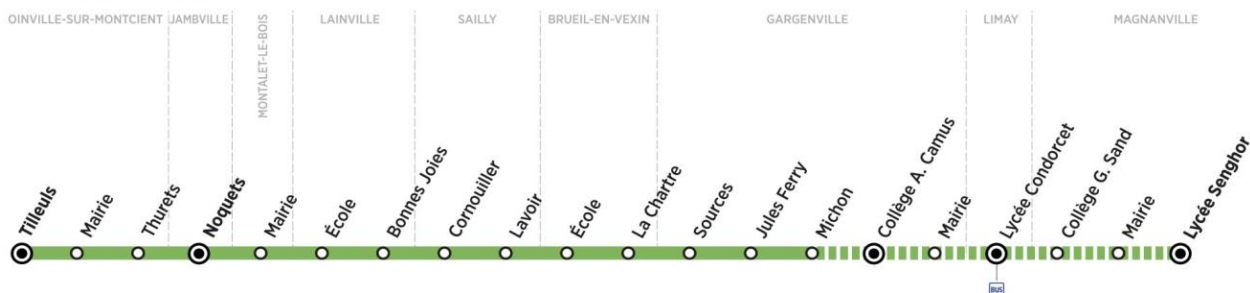 OINVILLE-SUR-MONTCIENT
JAMBVILLE
MONTALET-LE-BOIS
LAINVILLE
SAILLY
BRUEIL-EN-VEXIN
GARGENVILLE
LIMAY
MAGNANVILLE
Tilleuls
Mairie
Thurets
Noquets
Mairie
École
Bonnes Joies
Cornouiller
Lavoir
École
La Chartre
Sources
Jules Ferry
Michon
Collège A. Camus
Mairie
Lycée Condorcet
Collège G. Sand
Mairie
Lycée Senghor
BUS